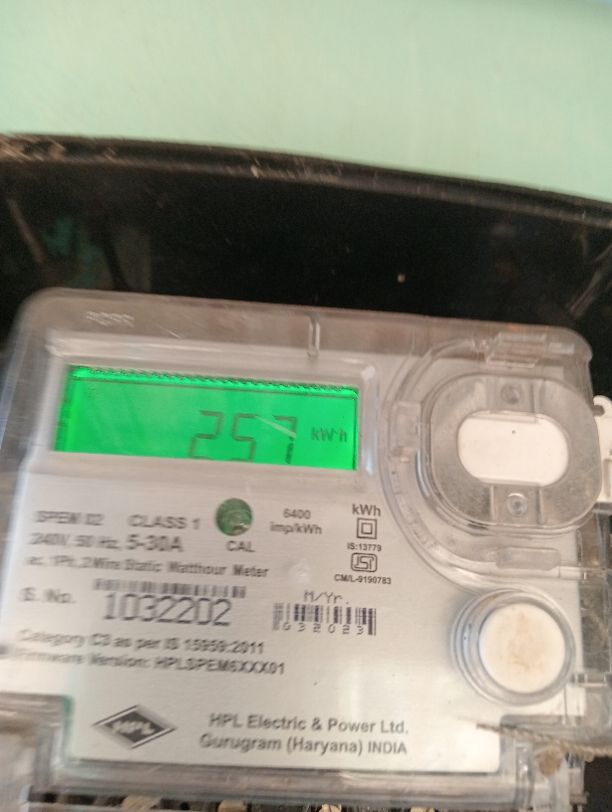 257 kWh
SPEM 02 CLASS 1
6400
imp/kWh
kWh
240V, 50 Hz, 5-30A
CAL
IS:13779
ac, 1Ph, 2Wire Static Watthour Meter
CM/L-9190783
S. No.
1032202
M/Yr.
Category C3 as per IS 15959:2011
Firmware Version: HPLSPEM6XXX01
HPL
HPL Electric & Power Ltd.
Gurugram (Haryana) INDIA